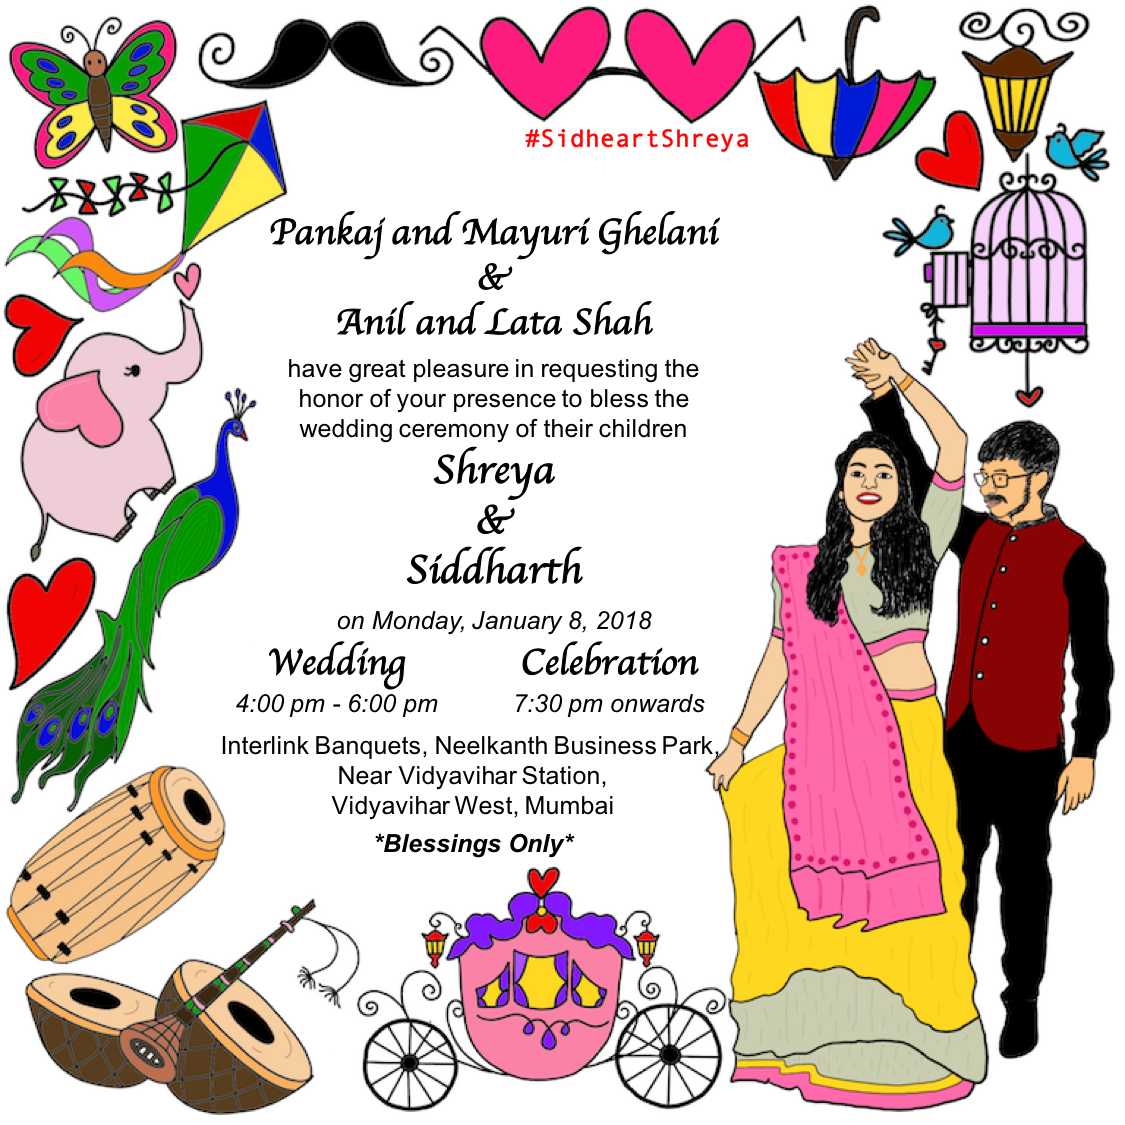 #SidheartShreya
Pankaj and Mayuri Ghelani
&
Anil and Lata Shah
have great pleasure in requesting the
honor of your presence to bless the
wedding ceremony of their children
Shreya
&
Siddharth
on Monday, January 8, 2018
Wedding Celebration
4:00 pm - 6:00 pm 7:30 pm onwards
Interlink Banquets, Neelkanth Business Park,
Near Vidyavihar Station,
Vidyavihar West, Mumbai
*Blessings Only*